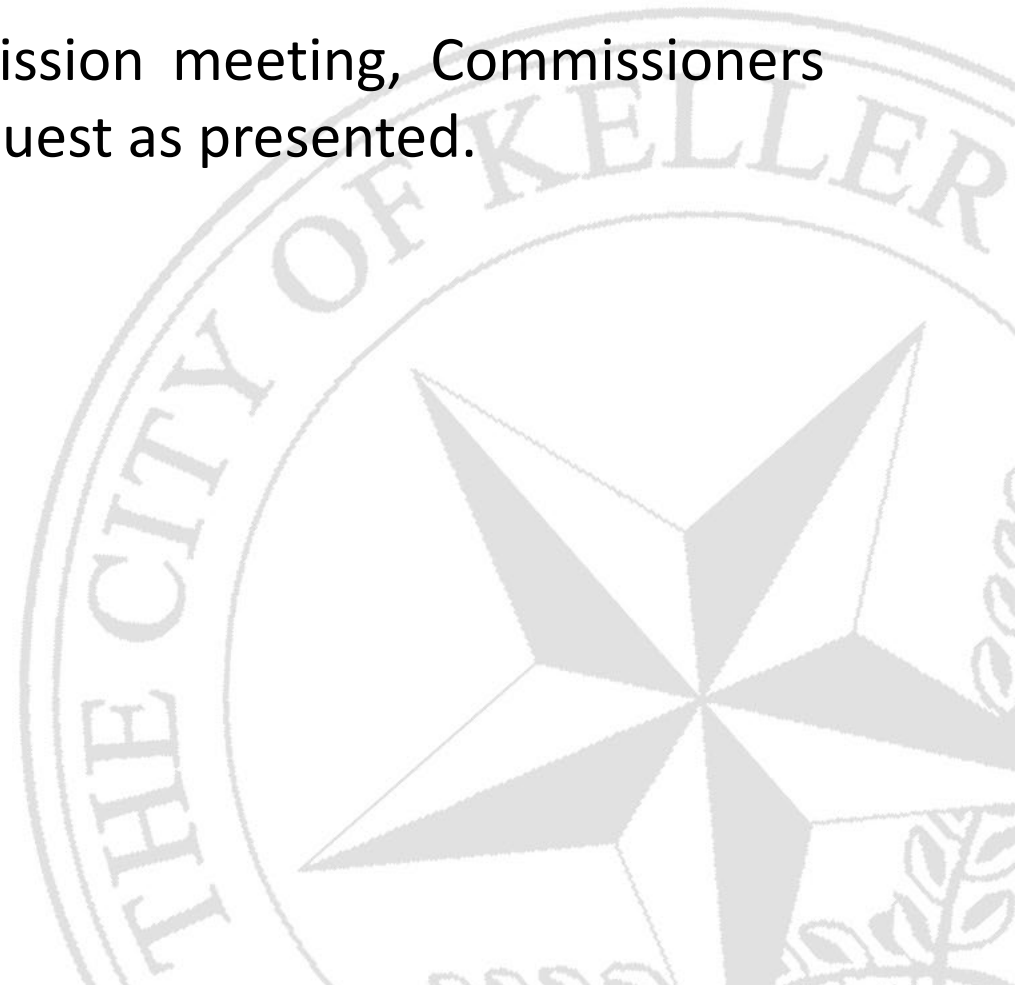 ission meeting, Commissioners
uest as presented.
THE CITY OF KELLER